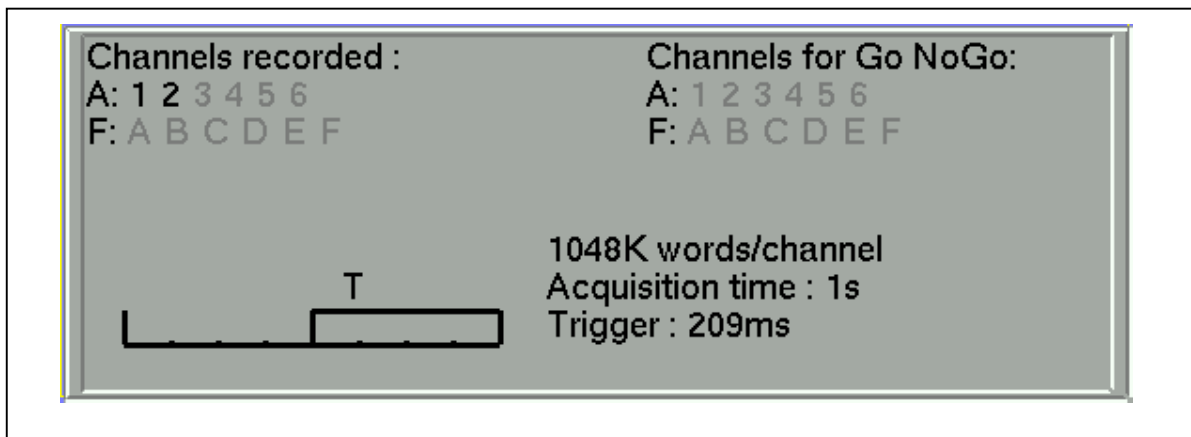 Channels recorded :
A: 1 2 3 4 5 6
F: A B C D E F
Channels for Go NoGo:
A: 1 2 3 4 5 6
F: A B C D E F
T
1048K words/channel
Acquisition time : 1s
Trigger : 209ms